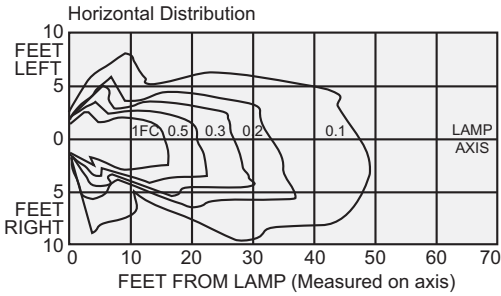 Horizontal Distribution
10
FEET
LEFT
5
0
5
FEET
RIGHT
10
1FC 0.5 0.3 0.2 0.1
LAMP
AXIS
0 10 20 30 40 50 60 70
FEET FROM LAMP (Measured on axis)